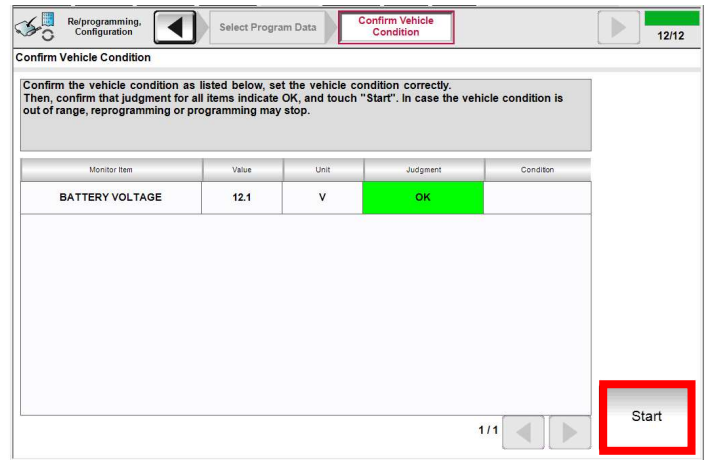 Re/programming,
Configuration
Select Program Data
Confirm Vehicle
Condition
12/12
Confirm Vehicle Condition
Confirm the vehicle condition as listed below, set the vehicle condition correctly.
Then, confirm that judgment for all items indicate OK, and touch "Start". In case the vehicle condition is
out of range, reprogramming or programming may stop.
Monitor Item Value Unit Judgment Condition
BATTERY VOLTAGE 12.1 V OK
1/1
Start